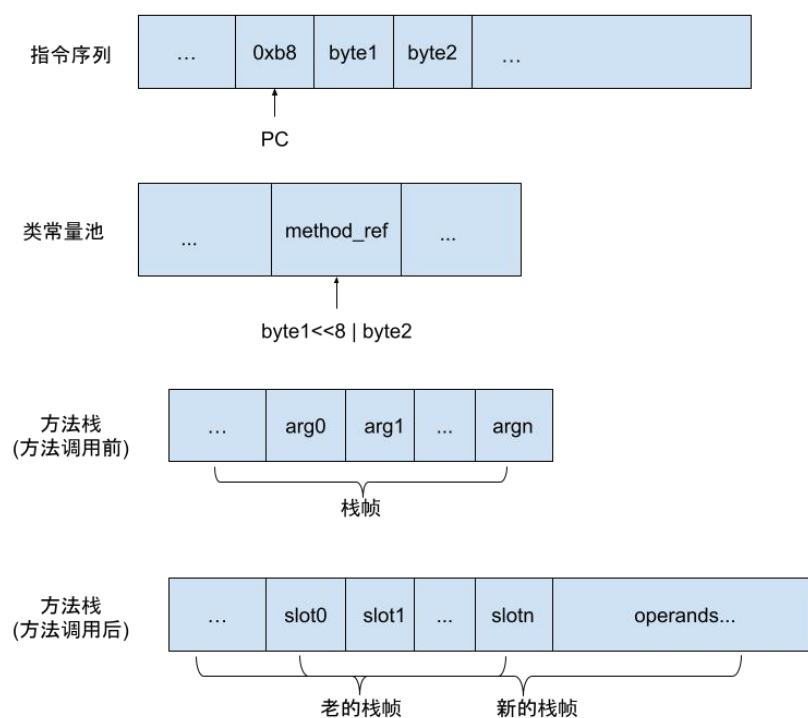 指令序列
… 0xb8 byte1 byte2 …
PC
类常量池
... method_ref ...
byte1<<8 | byte2
方法栈
(方法调用前)
… arg0 arg1 ... argn
栈帧
方法栈
(方法调用后)
… slot0 slot1 ... slotn operands...
老的栈帧 新的栈帧